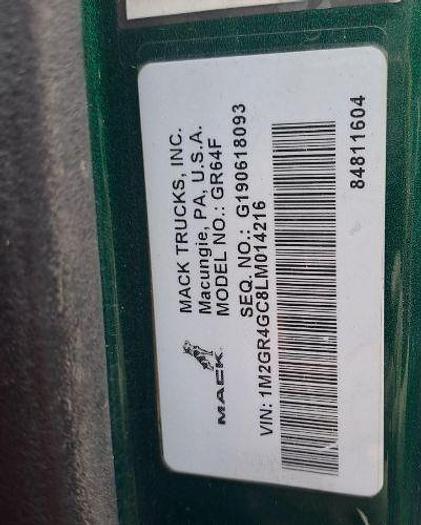 MACK TRUCKS, INC.
Macungie, PA, U.S.A.
MODEL NO.: GR64F
SEQ. NO.: G190618093
MACK
VIN: 1M2GR4GC8LM014216
84811604